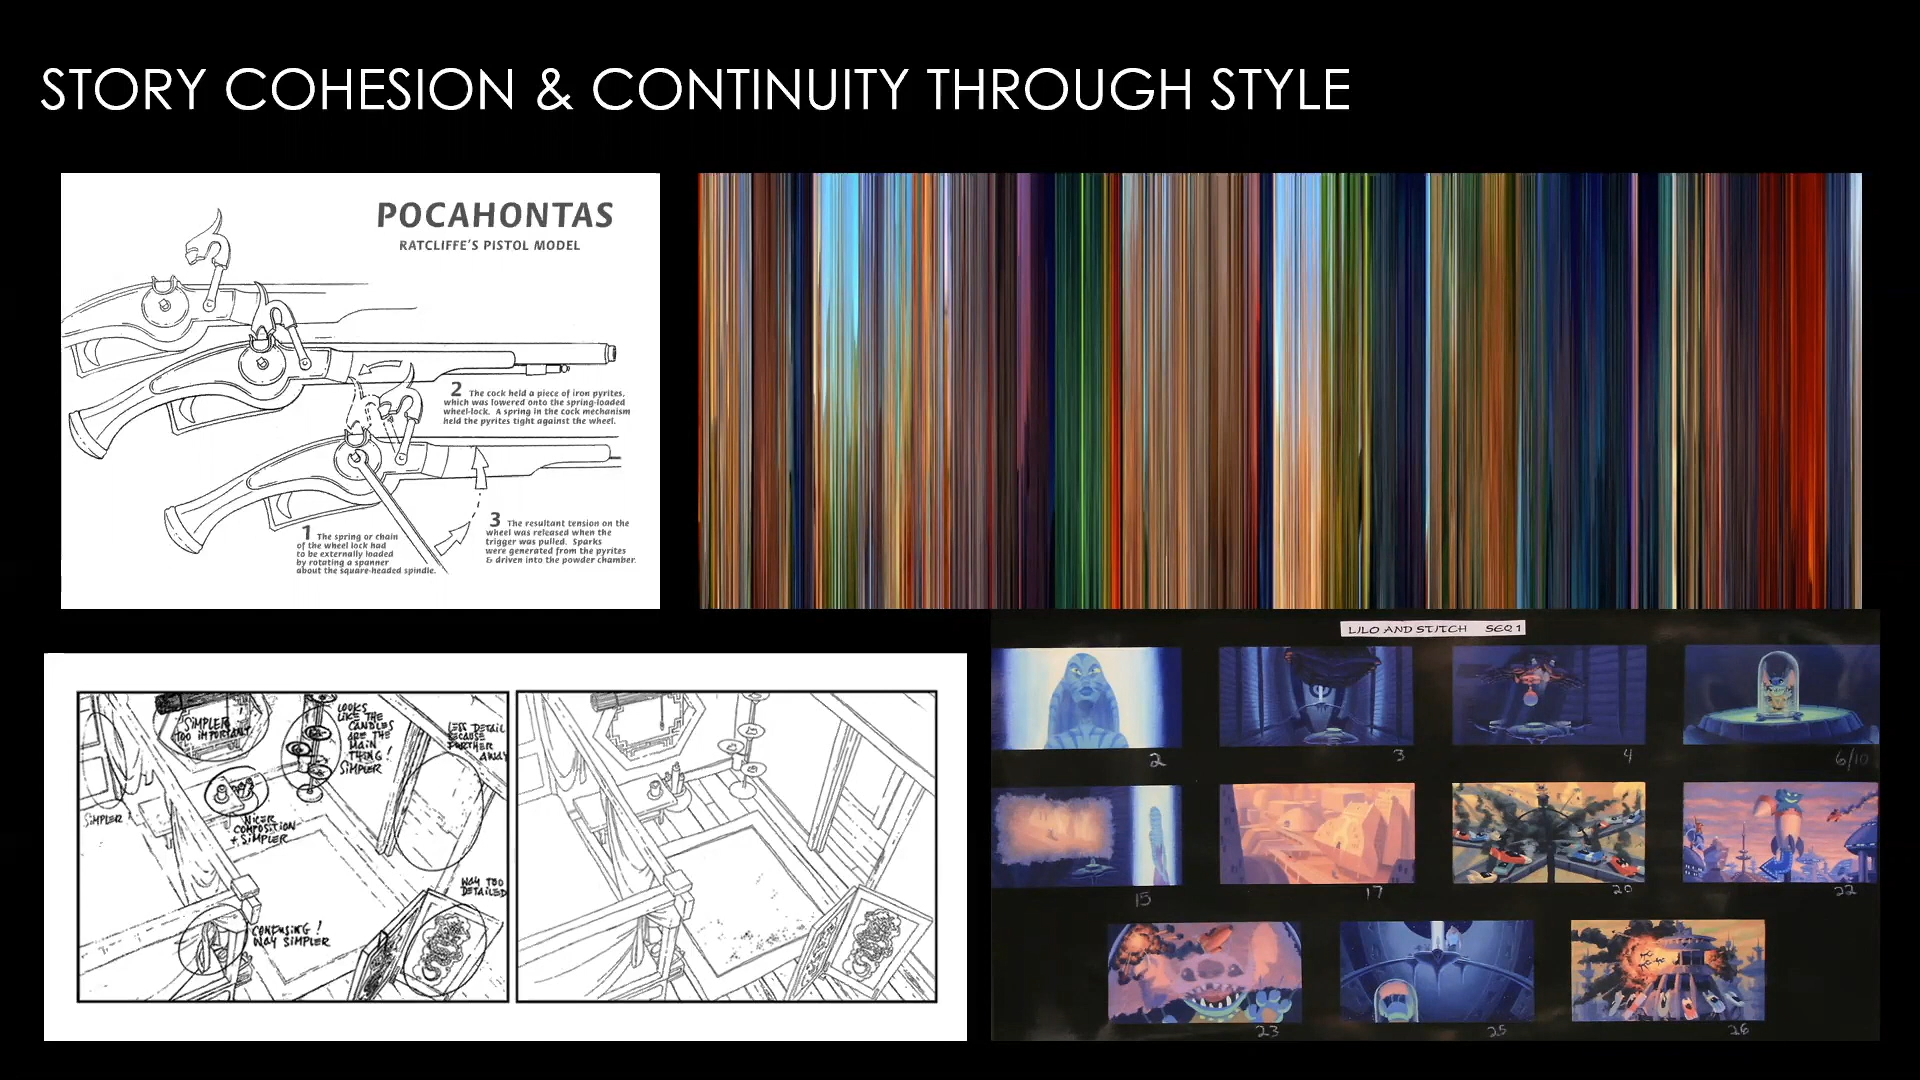 STORY COHESION & CONTINUITY THROUGH STYLE
POCAHONTAS
RATCLIFFE'S PISTOL MODEL
2 The cock held a piece of iron pyrites,
which was lowered onto the spring-loaded
wheel-lock. A spring in the cock mechanism
held the pyrites tight against the wheel.
1 The spring or chain
of the wheel lock had
to be externally loaded
by rotating a spanner
about the square-headed spindle.
3 The resultant tension on the
wheel was released when the
trigger was pulled. Sparks
were generated from the pyrites
& driven into the powder chamber.
SIMPLER
TOO IMPORTANT
LOOKS
LIKE THE
CANDLES
ARE THE
MAIN
THING!
SIMPLER
LESS DETAIL
BECAUSE
FURTHER
AWAY
SIMPLER
NICER
COMPOSITION
+ SIMPLER
WAY TOO
DETAILED
CONFUSING!
WAY SIMPLER
LILO AND STITCH SEQ 1
2
3
4
6/10
15
17
20
22
23
25
26